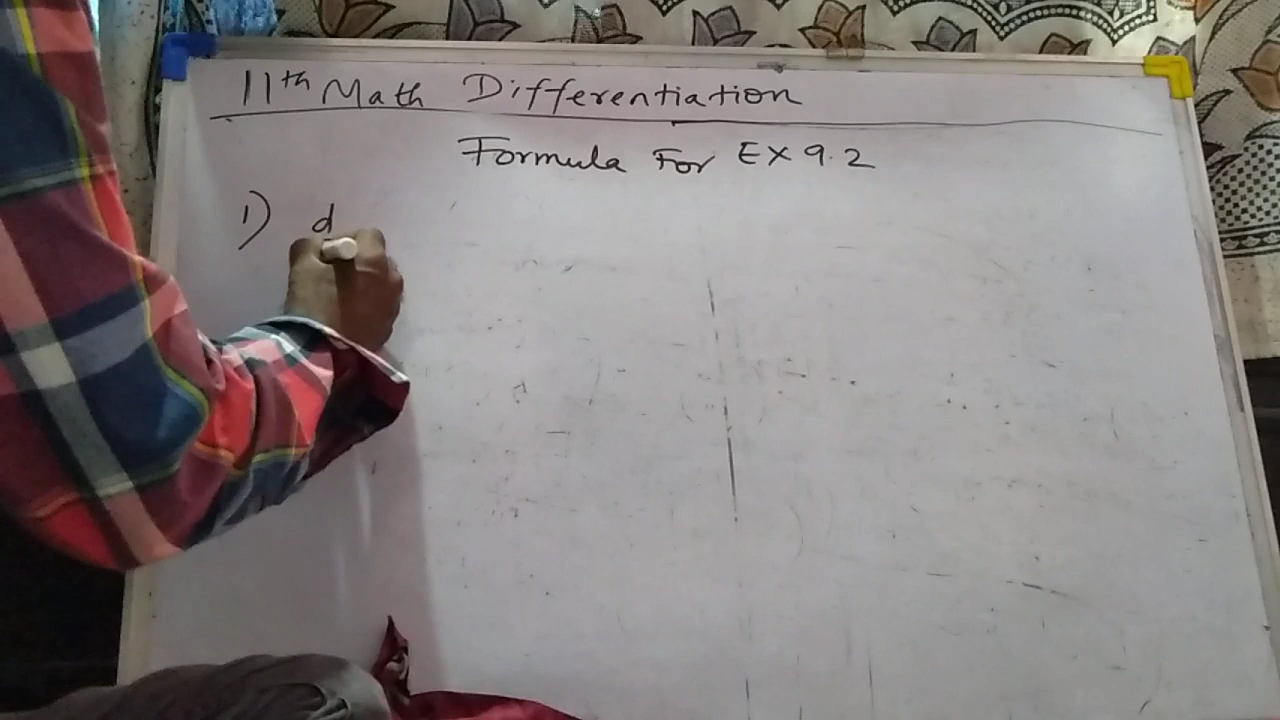 11th Math Differentiation
Formula For EX 9.2
1) d